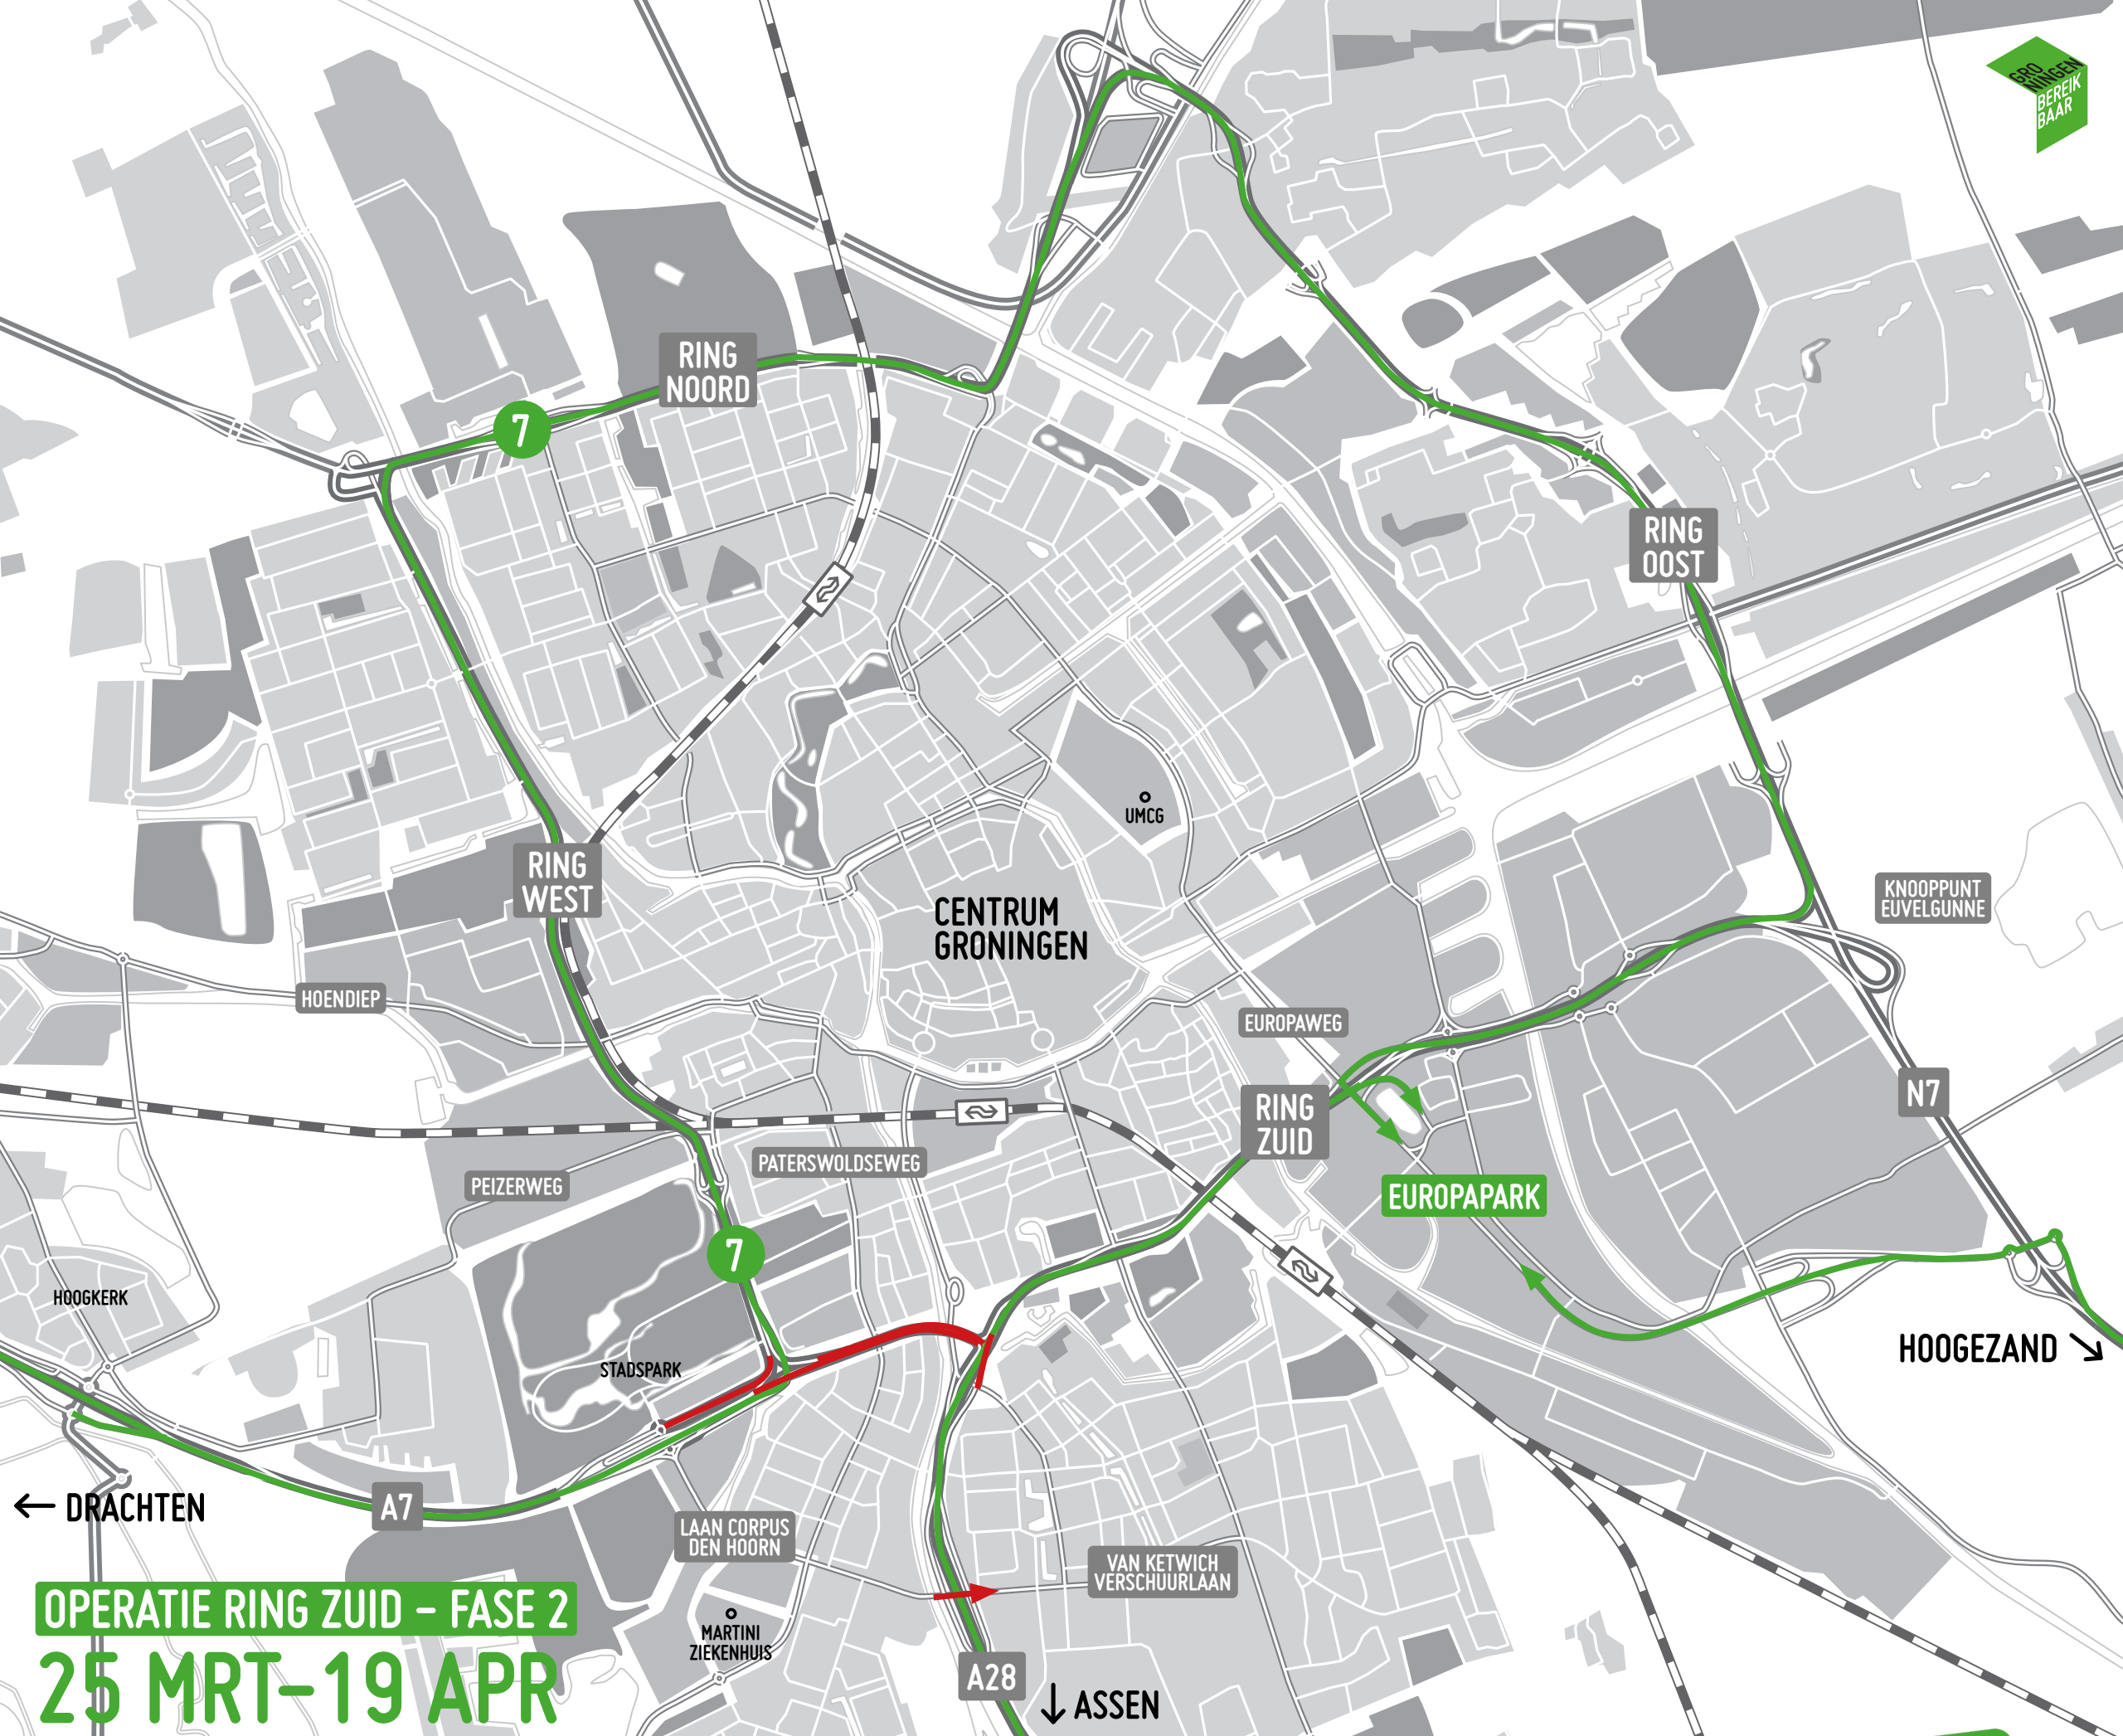 GRO
NINGEN
BEREIK
BAAR
RING
NOORD
7
RING
OOST
UMCG
RING
WEST
CENTRUM
GRONINGEN
KNOOPPUNT
EUVELGUNNE
HOENDIEP
EUROPAWEG
RING
ZUID
N7
PATERSWOLDSEWEG
PEIZERWEG
EUROPAPARK
7
HOOGKERK
HOOGEZAND
STADSPARK
DRACHTEN
A7
LAAN CORPUS
DEN HOORN
VAN KETWICH
VERSCHUURLAAN
MARTINI
ZIEKENHUIS
A28
ASSEN
OPERATIE RING ZUID – FASE 2
25 MRT–19 APR